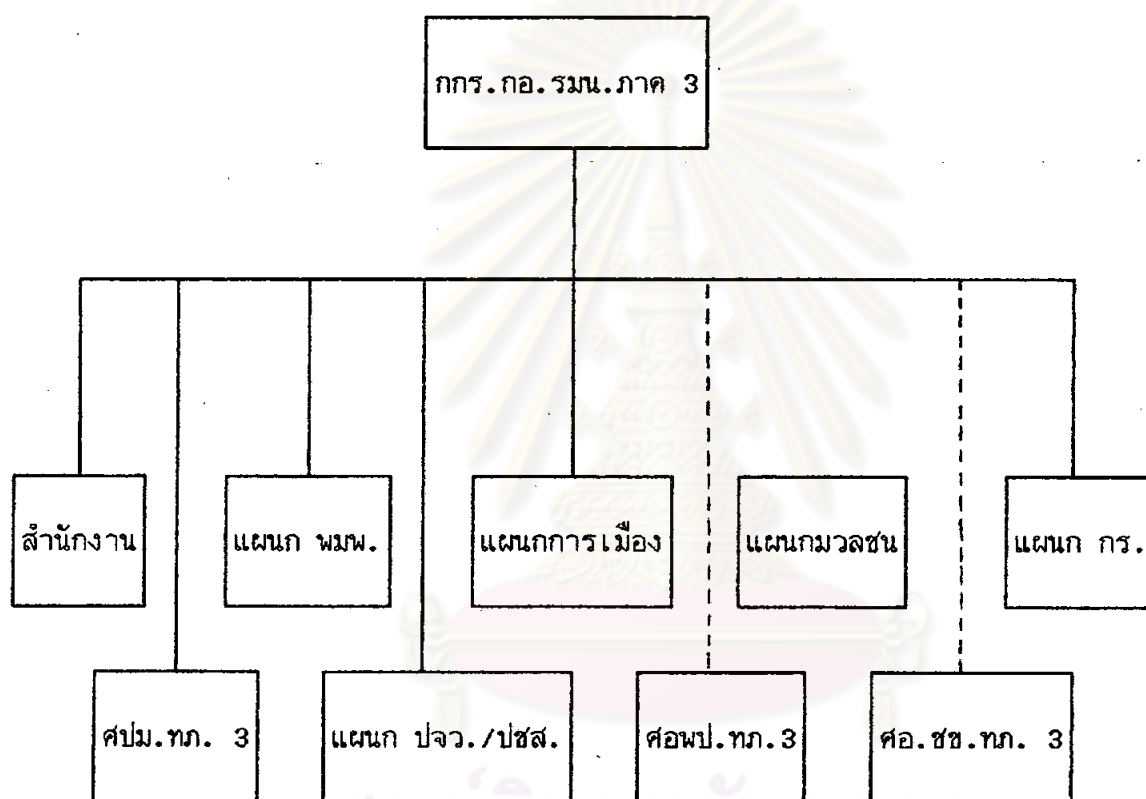 กกร.กอ.รมน.ภาค 3
สำนักงาน
แผนก พมพ.
แผนกการเมือง
แผนกมวลชน
แผนก กร.
ศปม.ทภ. 3
แผนก ปจว./ปชส.
ศอพป.ทภ.3
ศอ.ชข.ทภ. 3